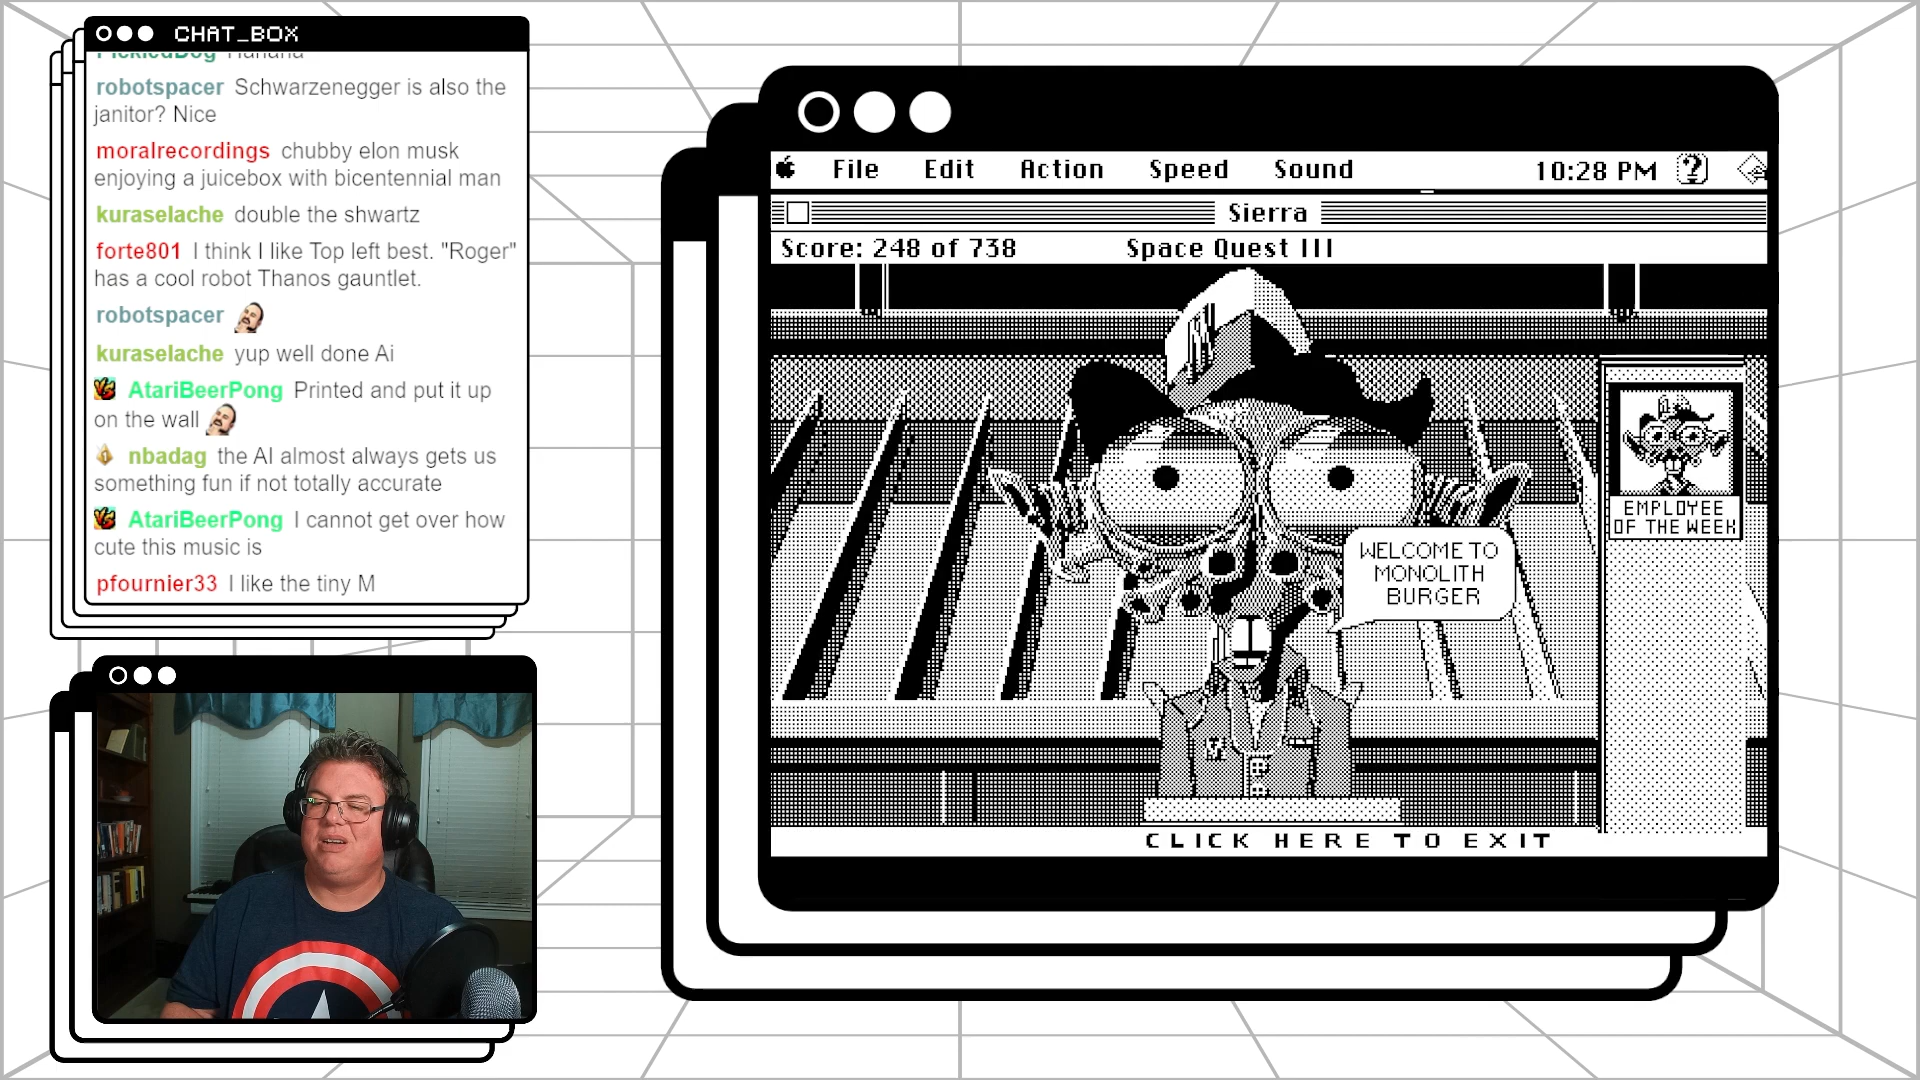 CHAT_BOX
PickledDog Hahaha
robotspacer Schwarzenegger is also the
janitor? Nice
moralrecordings chubby elon musk
enjoying a juicebox with bicentennial man
kuraselache double the shwartz
forte801 I think I like Top left best. "Roger"
has a cool robot Thanos gauntlet.
robotspacer
kuraselache yup well done Ai
AtariBeerPong Printed and put it up
on the wall
nbadag the AI almost always gets us
something fun if not totally accurate
AtariBeerPong I cannot get over how
cute this music is
pfournier33 I like the tiny M
File Edit Action Speed Sound 10:28 PM
Sierra
Score: 248 of 738 Space Quest III
EMPLOYEE
OF THE WEEK
WELCOME TO
MONOLITH
BURGER
CLICK HERE TO EXIT